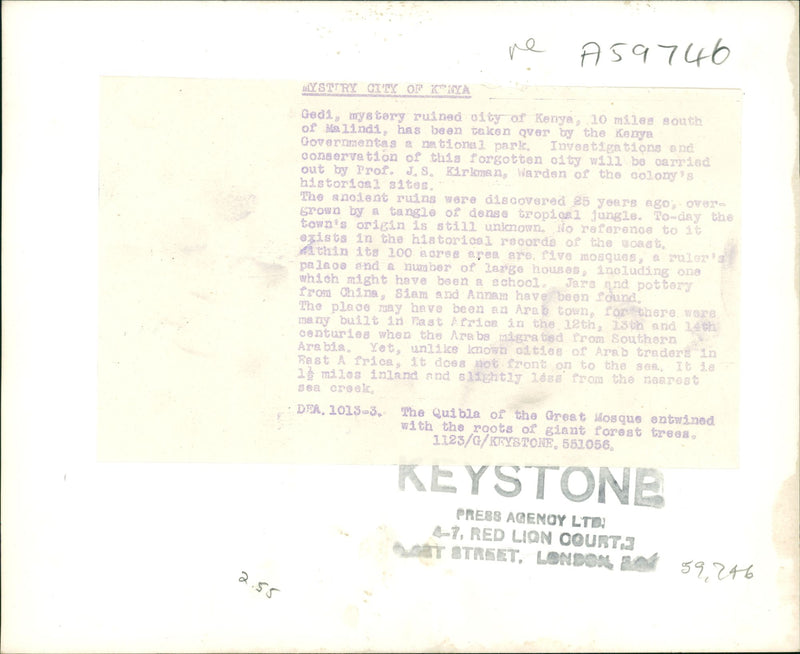 re A59746
MYSTERY CITY OF KENYA
Gedi, mystery ruined city of Kenya, 10 miles south
of Malindi, has been taken over by the Kenya
Governmentas a national park. Investigations and
conservation of this forgotten city will be carried
out by Prof. J.S. Kirkman, Warden of the colony's
historical sites.
The ancient ruins were discovered 25 years ago, over-
grown by a tangle of dense tropical jungle. To-day the
town's origin is still unknown. No reference to it
exists in the historical records of the coast.
Within its 100 acres area are five mosques, a ruler's
palace and a number of large houses, including one
which might have been a school. Jars and pottery
from China, Siam and Annam have been found.
The place may have been an Arab town, for there were
many built in East Africa in the 12th, 13th and 14th
centuries when the Arabs migrated from Southern
Arabia. Yet, unlike known cities of Arab traders in
East A frica, it does not front on to the sea. It is
1½ miles inland and slightly less from the nearest
sea creek.
DEA.1013-3. The Quibla of the Great Mosque entwined
with the roots of giant forest trees.
1123/G/KEYSTONE.551056.
KEYSTONE
PRESS AGENCY LTD.
4-7, RED LION COURT,
STREET, LONDON,
59,746
2.55